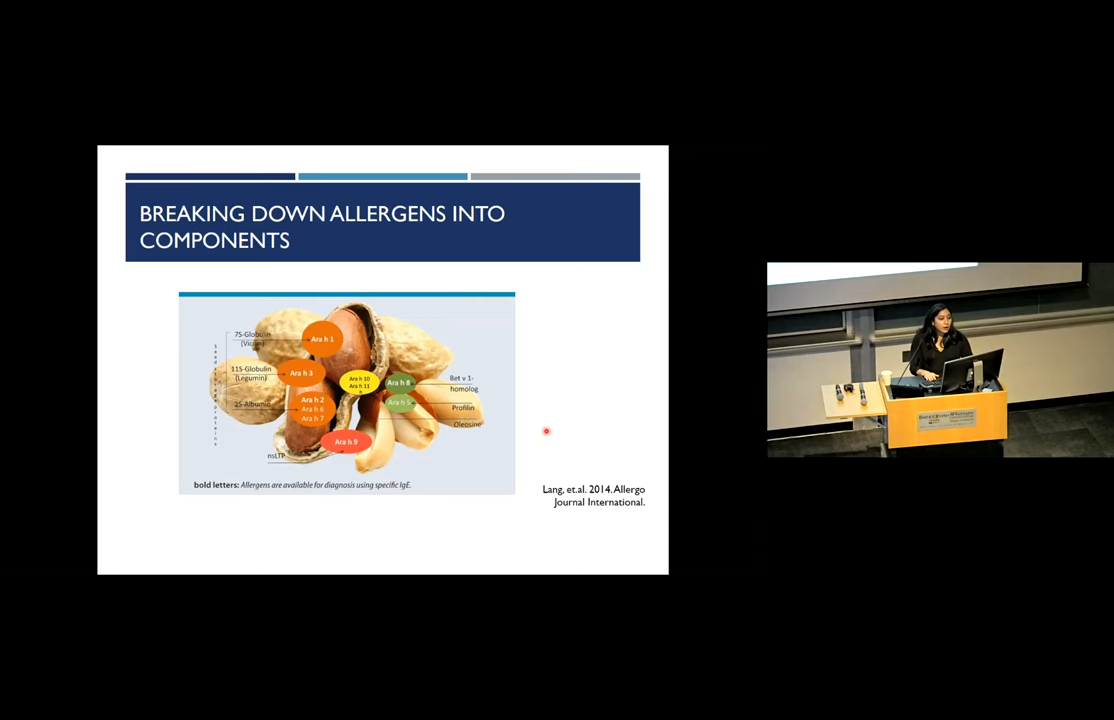 BREAKING DOWN ALLERGENS INTO
COMPONENTS
7S-Globulin
(Vicilin)
11S-Globulin
(Legumin)
2S-Albumin
nsLTP
Ara h 1
Ara h 3
Ara h 2
Ara h 6
Ara h 7
Ara h 9
Ara h 10
Ara h 11
Ara h 8
Ara h 5
Bet v 1-
homolog
Profilin
Oleosine
bold letters: Allergens are available for diagnosis using specific IgE.
Lang, et.al. 2014. Allergo
Journal International.